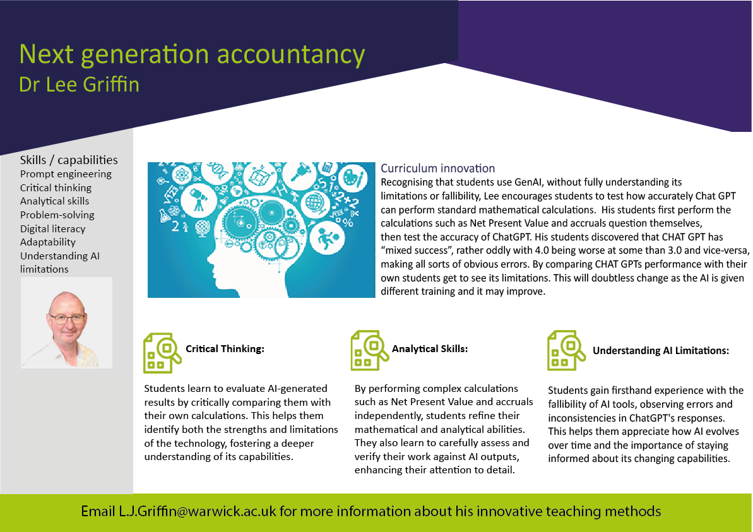 Next generation accountancy
Dr Lee Griffin
Skills / capabilities
Prompt engineering
Critical thinking
Analytical skills
Problem-solving
Digital literacy
Adaptability
Understanding AI
limitations
Curriculum innovation
Recognising that students use GenAI, without fully understanding its
limitations or fallibility, Lee encourages students to test how accurately Chat GPT
can perform standard mathematical calculations.  His students first perform the
calculations such as Net Present Value and accruals question themselves,
then test the accuracy of ChatGPT. His students discovered that CHAT GPT has
“mixed success”, rather oddly with 4.0 being worse at some than 3.0 and vice-versa,
making all sorts of obvious errors. By comparing CHAT GPTs performance with their
own students get to see its limitations. This will doubtless change as the AI is given
different training and it may improve.
Critical Thinking:
Students learn to evaluate AI-generated
results by critically comparing them with
their own calculations. This helps them
identify both the strengths and limitations
of the technology, fostering a deeper
understanding of its capabilities.
Analytical Skills:
By performing complex calculations
such as Net Present Value and accruals
independently, students refine their
mathematical and analytical abilities.
They also learn to carefully assess and
verify their work against AI outputs,
enhancing their attention to detail.
Understanding AI Limitations:
Students gain firsthand experience with the
fallibility of AI tools, observing errors and
inconsistencies in ChatGPT's responses.
This helps them appreciate how AI evolves
over time and the importance of staying
informed about its changing capabilities.
Email L.J.Griffin@warwick.ac.uk for more information about his innovative teaching methods